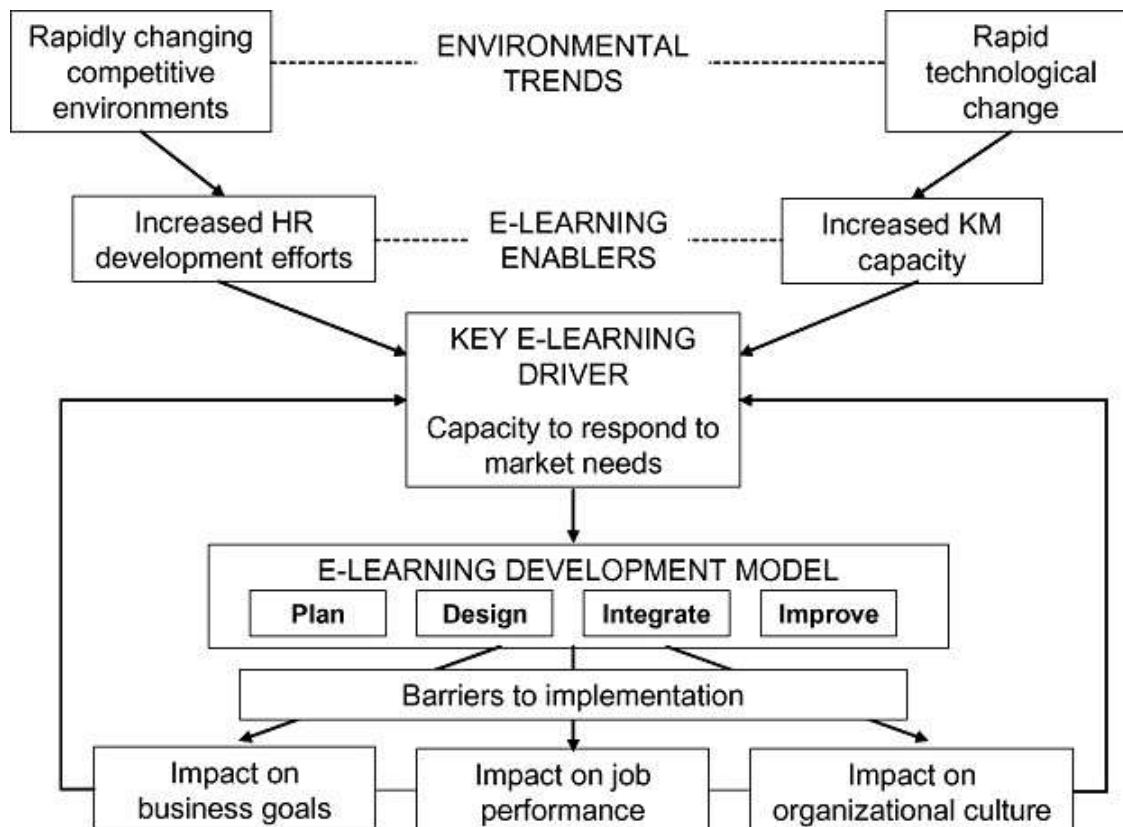 Rapidly changing
competitive
environments
ENVIRONMENTAL
TRENDS
Rapid
technological
change
Increased HR
development efforts
E-LEARNING
ENABLERS
Increased KM
capacity
KEY E-LEARNING
DRIVER
Capacity to respond to
market needs
E-LEARNING DEVELOPMENT MODEL
Plan
Design
Integrate
Improve
Barriers to implementation
Impact on
business goals
Impact on job
performance
Impact on
organizational culture